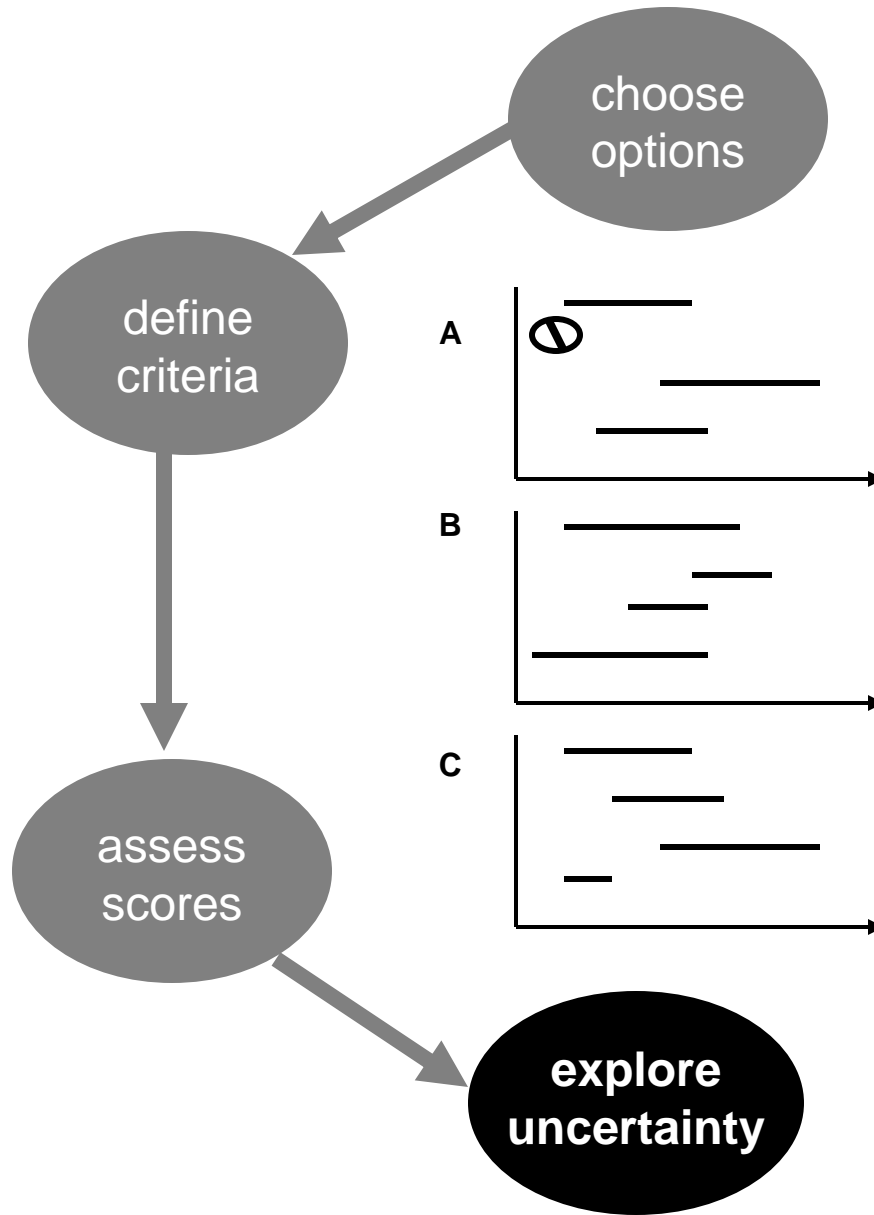 choose
options
define
criteria
A
B
C
assess
scores
explore
uncertainty